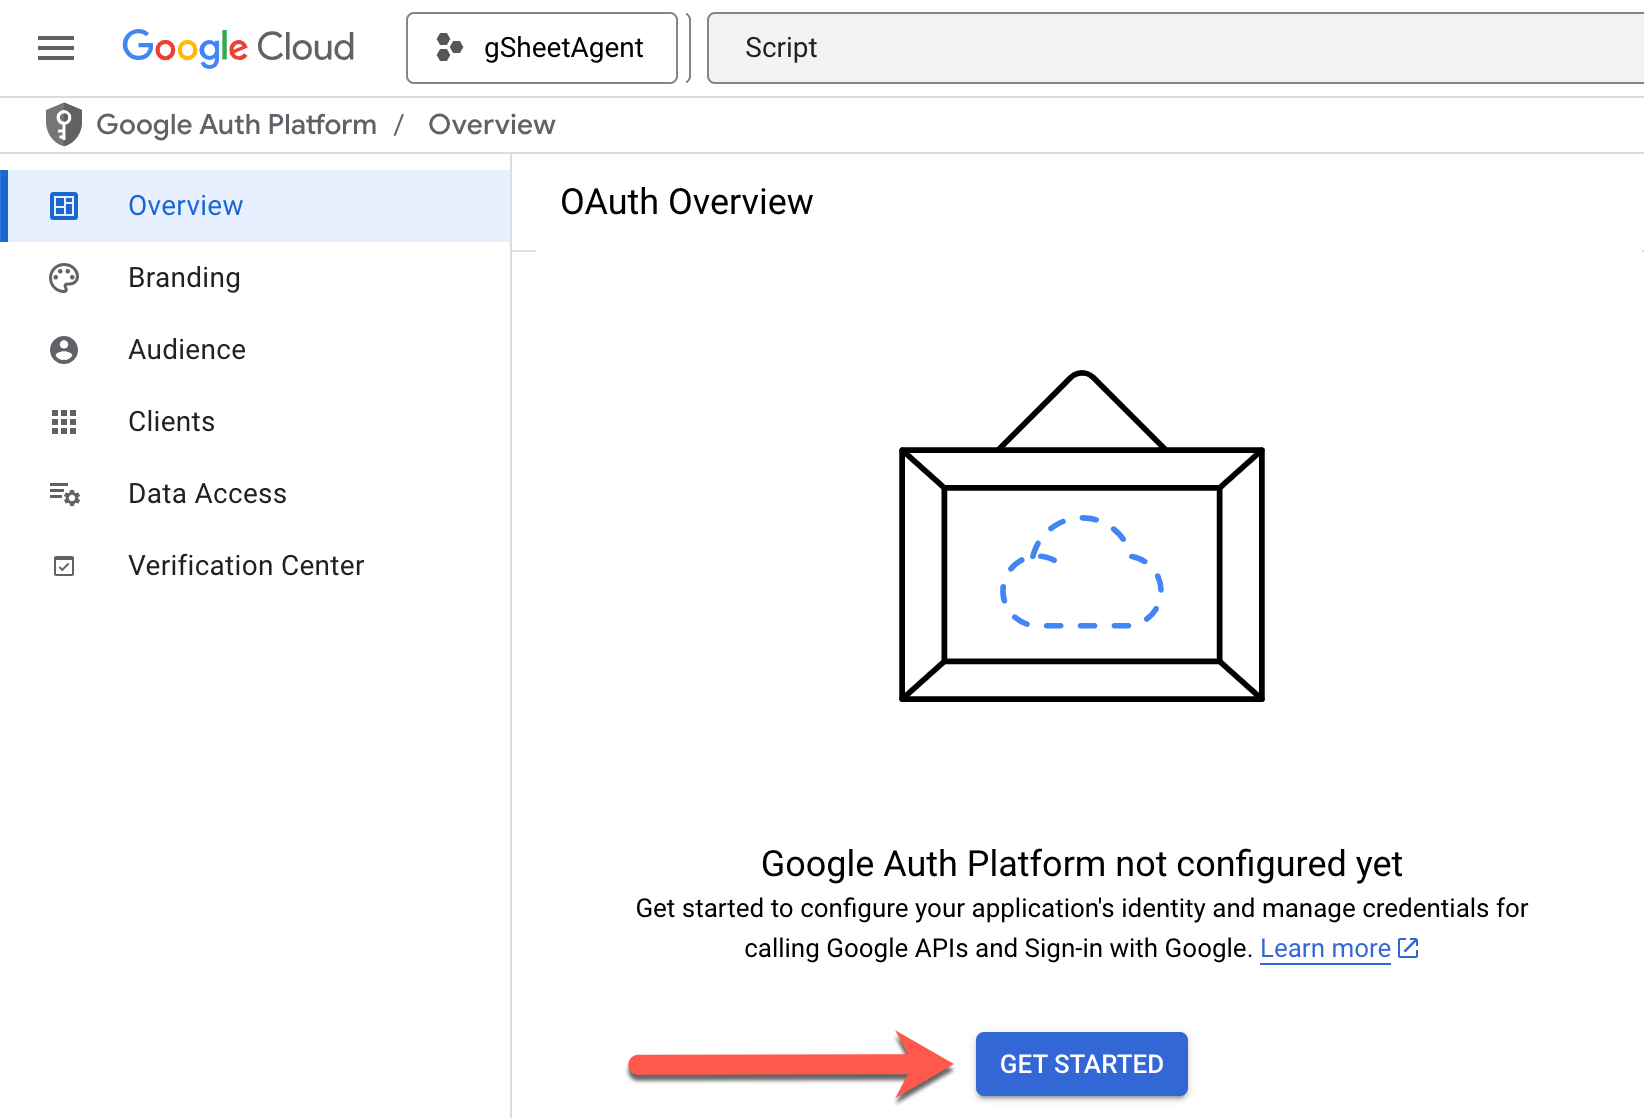 Google Cloud
gSheetAgent
Script
Google Auth Platform / Overview
Overview
Branding
Audience
Clients
Data Access
Verification Center
OAuth Overview
Google Auth Platform not configured yet
Get started to configure your application's identity and manage credentials for
calling Google APIs and Sign-in with Google. Learn more
GET STARTED